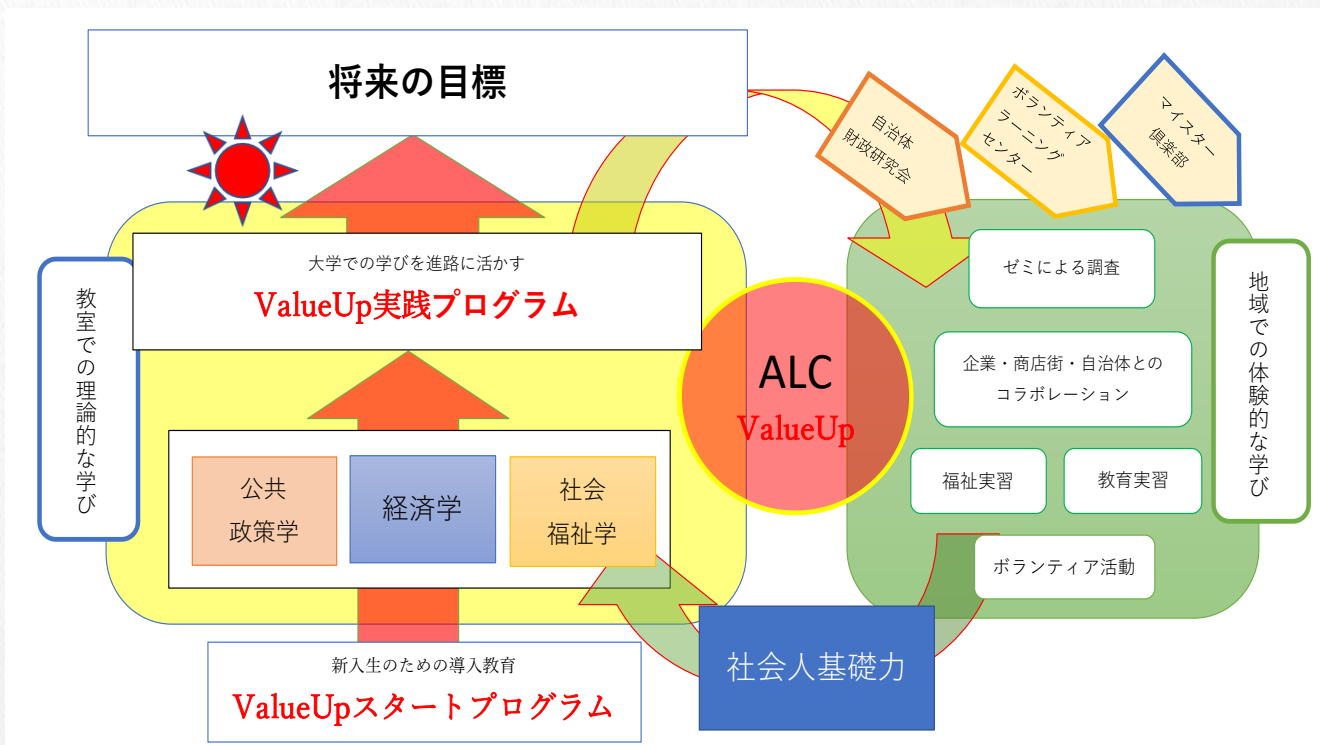 将来の目標
自治体
財政研究会
ボランティア
ラーニング
センター
マイスター
倶楽部
大学での学びを進路に活かす
ValueUp実践プログラム
教室での理論的な学び
公共
政策学
経済学
社会
福祉学
新入生のための導入教育
ValueUpスタートプログラム
ALC
ValueUp
社会人基礎力
ゼミによる調査
企業・商店街・自治体との
コラボレーション
福祉実習
教育実習
ボランティア活動
地域での体験的な学び